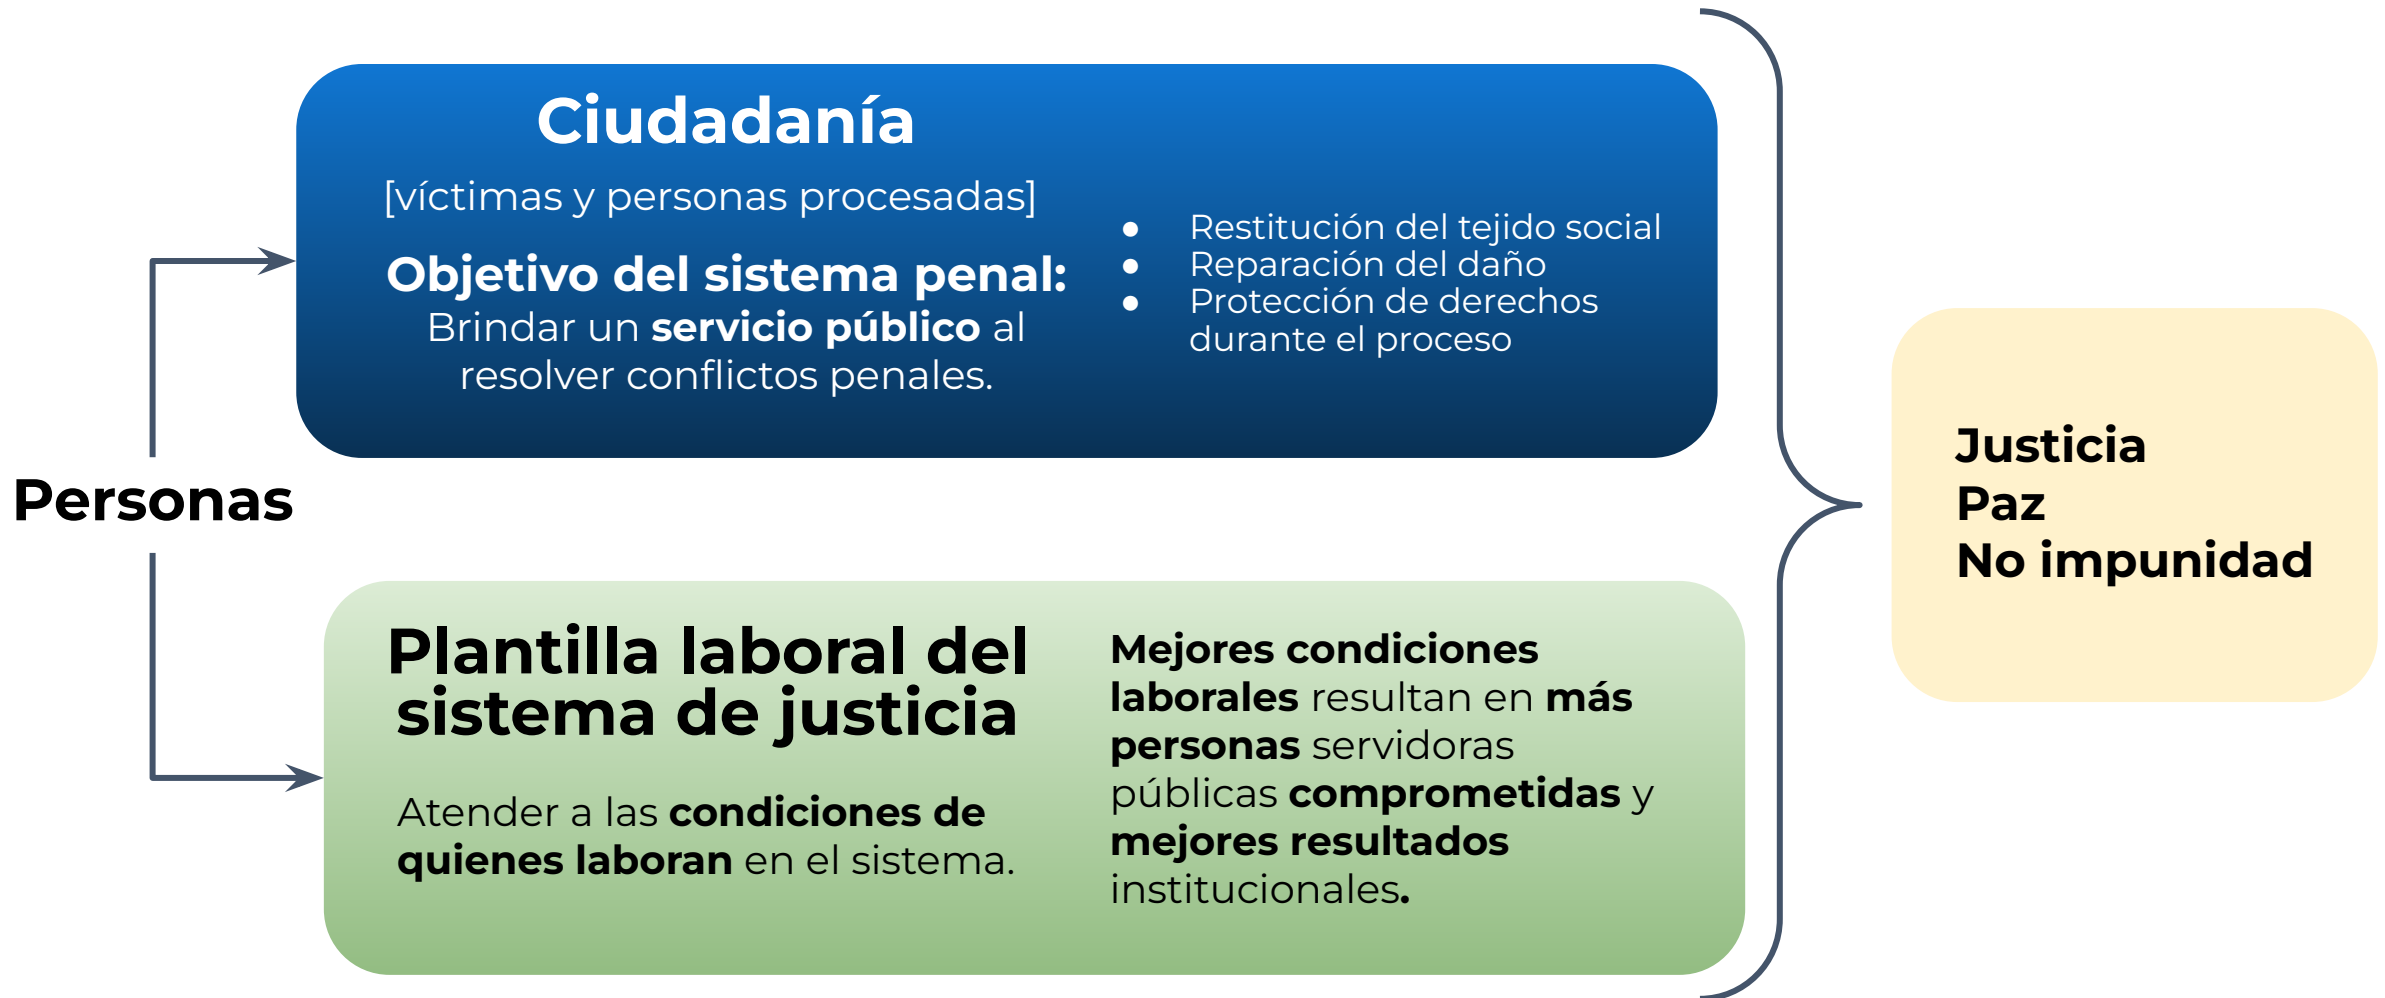 Personas
Ciudadanía
[víctimas y personas procesadas]
Objetivo del sistema penal:
Brindar un servicio público al
resolver conflictos penales.
● Restitución del tejido social
● Reparación del daño
● Protección de derechos
durante el proceso
Plantilla laboral del
sistema de justicia
Atender a las condiciones de
quienes laboran en el sistema.
Mejores condiciones
laborales resultan en más
personas servidoras
públicas comprometidas y
mejores resultados
institucionales.
Justicia
Paz
No impunidad